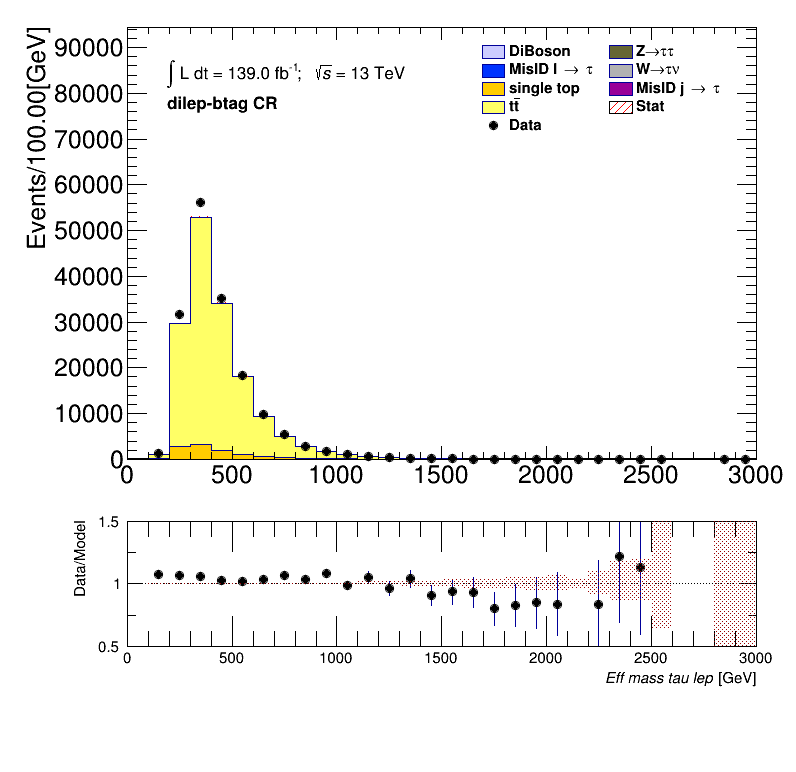 Events/100.00[GeV]
90000
80000
70000
60000
50000
40000
30000
20000
10000
0
∫ L dt = 139.0 fb⁻¹; √s = 13 TeV
dilep-btag CR
DiBoson Z→ττ
MisID l → τ W→τν
single top MisID j → τ
tt̄ Stat
Data
0 500 1000 1500 2000 2500 3000
Data/Model
1.5
1
0.5
0 500 1000 1500 2000 2500 3000
Eff mass tau lep [GeV]